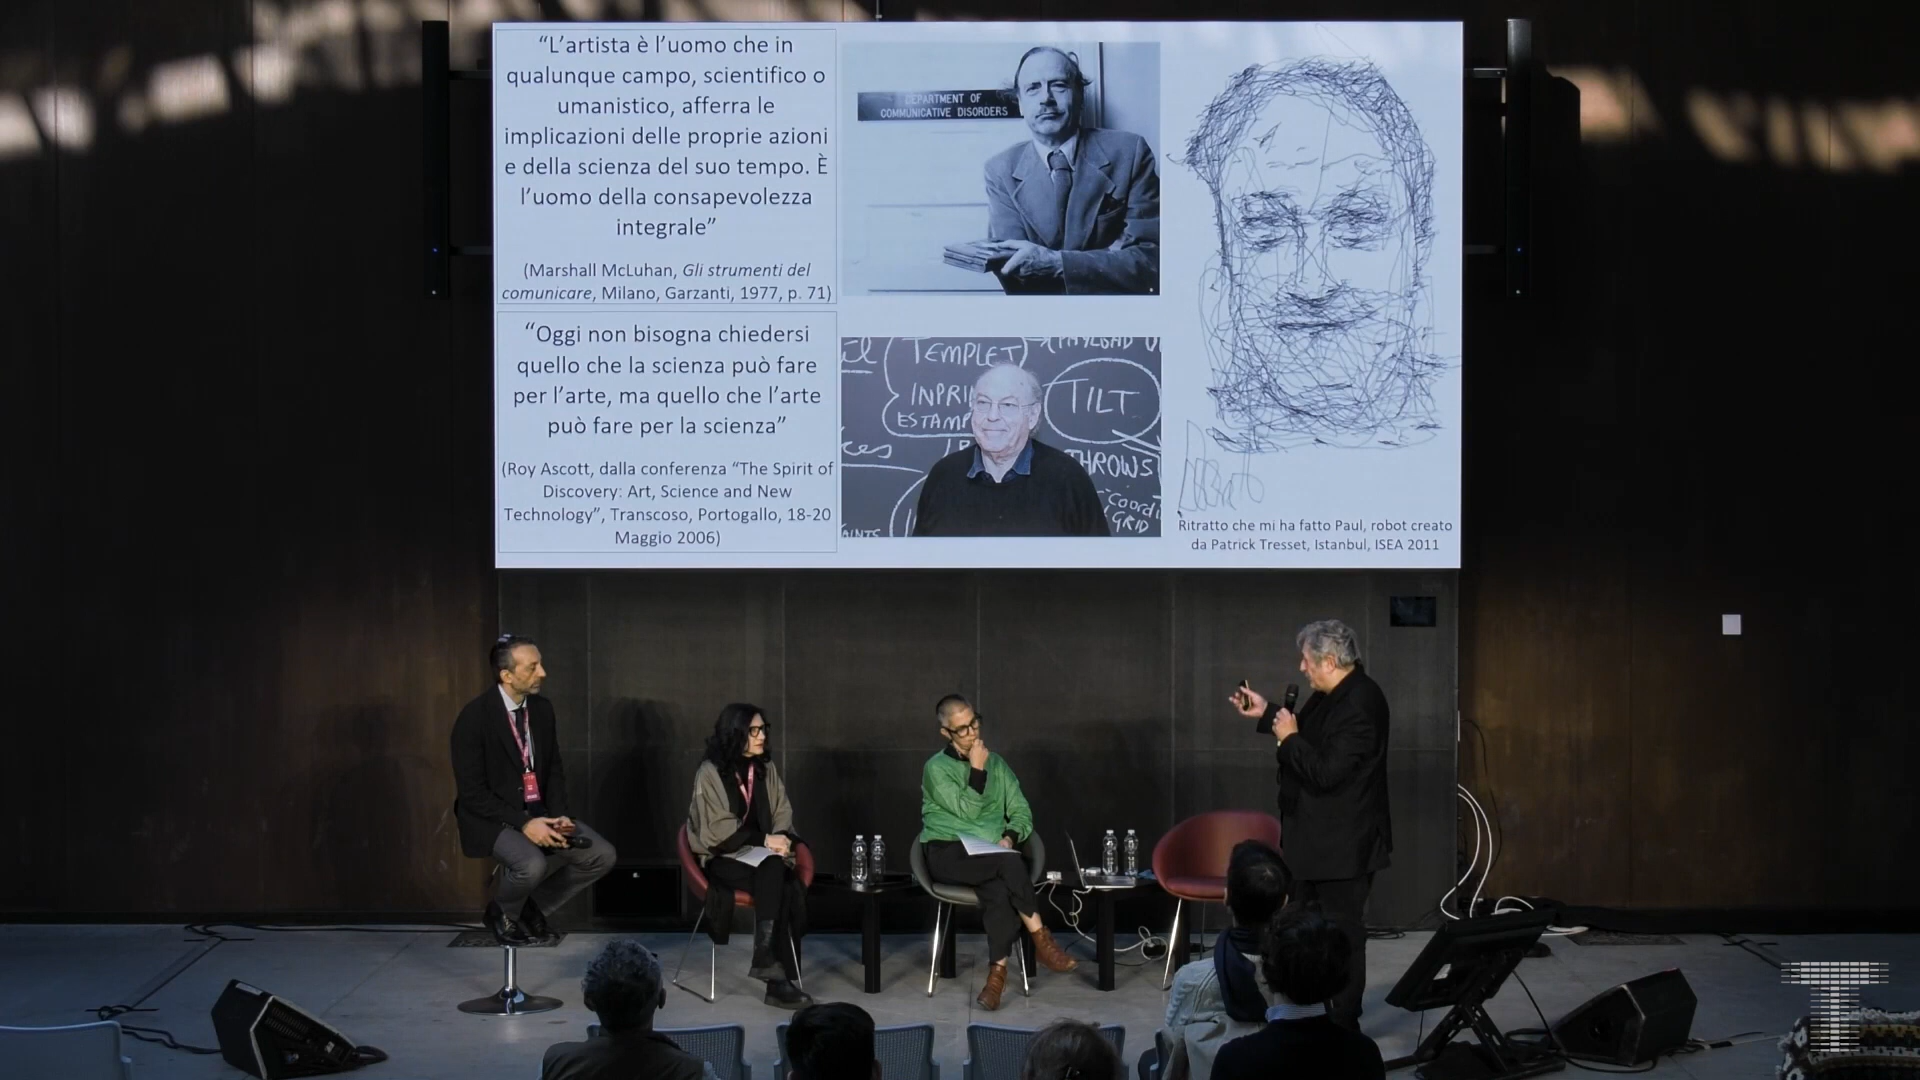 “L’artista è l’uomo che in
qualunque campo, scientifico o
umanistico, afferra le
implicazioni delle proprie azioni
e della scienza del suo tempo. È
l’uomo della consapevolezza
integrale”
(Marshall McLuhan, Gli strumenti del
comunicare, Milano, Garzanti, 1977, p. 71)
“Oggi non bisogna chiedersi
quello che la scienza può fare
per l’arte, ma quello che l’arte
può fare per la scienza”
(Roy Ascott, dalla conferenza “The Spirit of
Discovery: Art, Science and New
Technology”, Transcoso, Portogallo, 18-20
Maggio 2006)
DEPARTMENT OF
COMMUNICATIVE DISORDERS
TEMPLET
TILT
THROWS
GRID
Ritratto che mi ha fatto Paul, robot creato
da Patrick Tresset, Istanbul, ISEA 2011
T